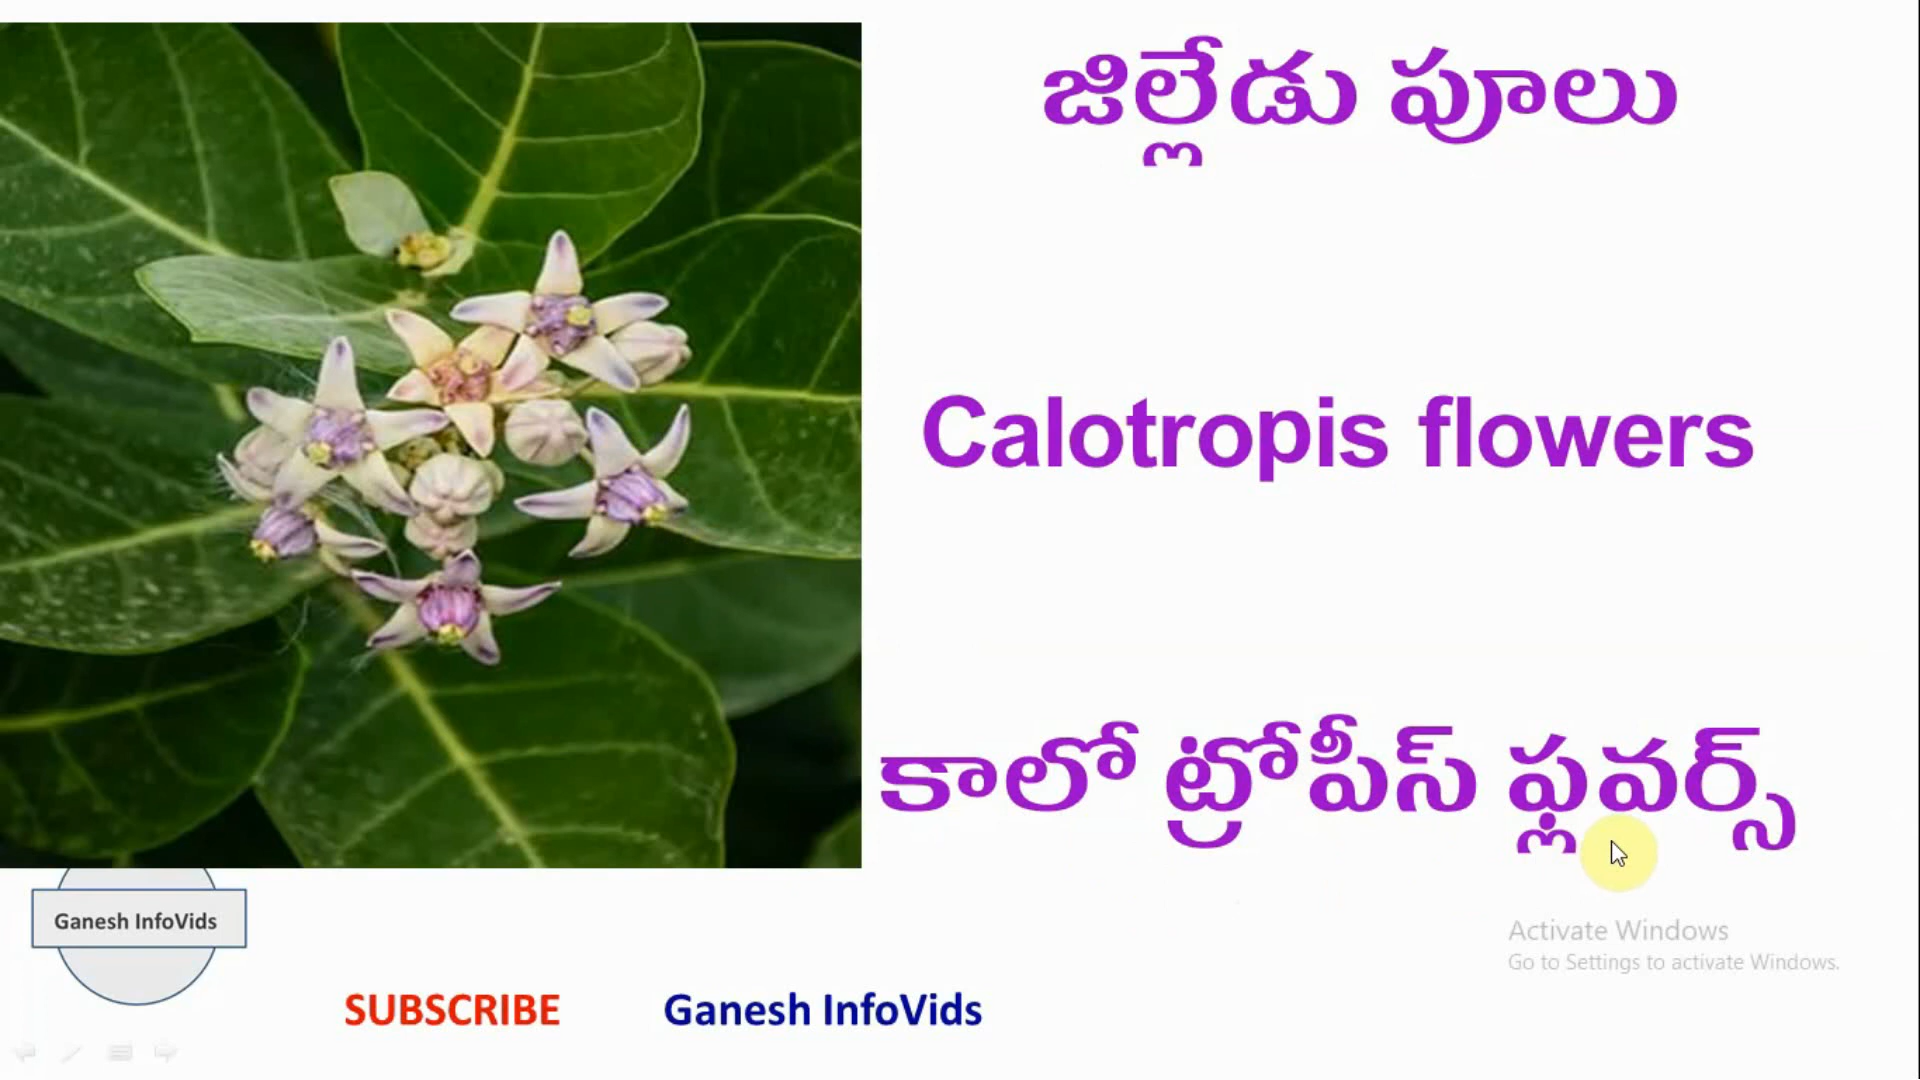 జిల్లేడు పూలు
Calotropis flowers
కాలో ట్రోపీస్ ఫ్లవర్స్
Ganesh InfoVids
Activate Windows
Go to Settings to activate Windows.
SUBSCRIBE Ganesh InfoVids